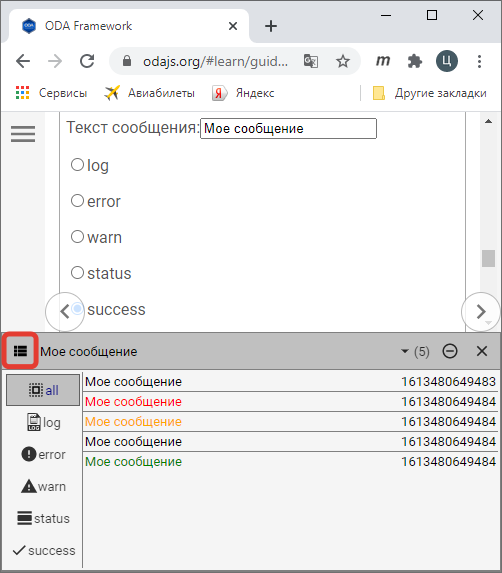 ODA Framework
odajs.org/#learn/guid...
m
Ц
Сервисы
Авиабилеты
Яндекс
Другие закладки
Текст сообщения:
Мое сообщение
log
error
warn
status
success
Мое сообщение
(5)
all
log
error
warn
status
success
Мое сообщение 1613480649483
Мое сообщение 1613480649484
Мое сообщение 1613480649484
Мое сообщение 1613480649484
Мое сообщение 1613480649484